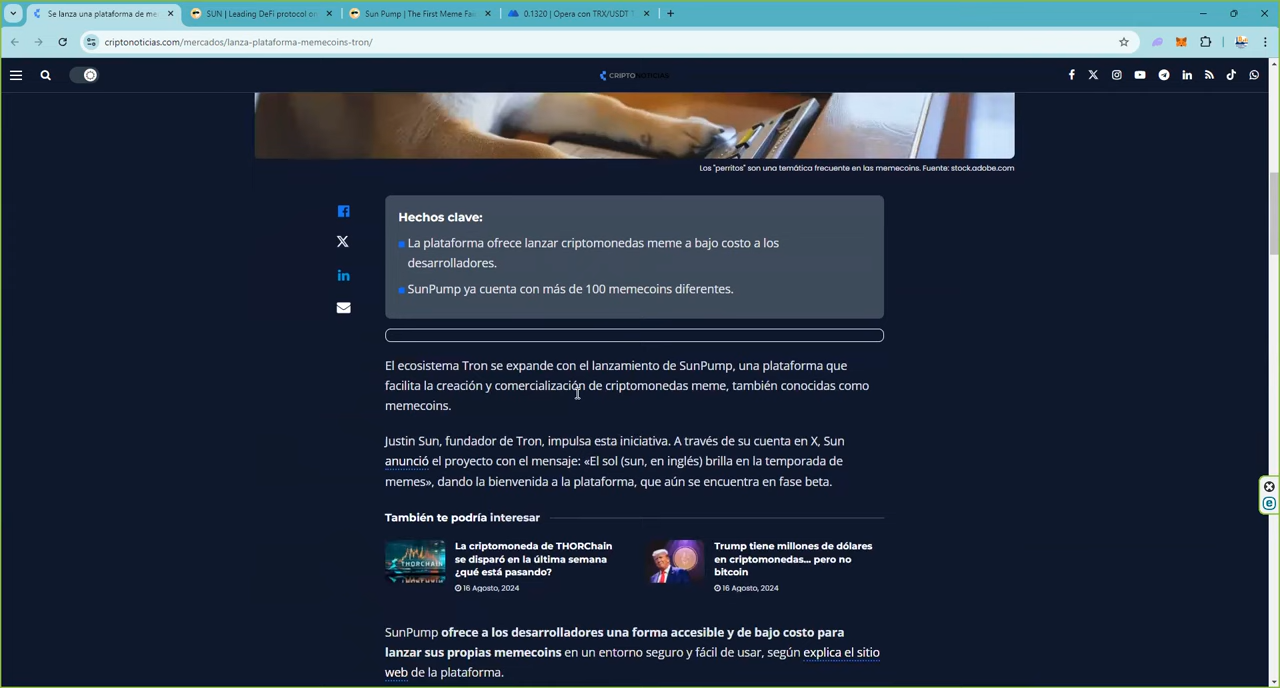 Se lanza una plataforma de me
SUN | Leading DeFi protocol on
Sun Pump | The First Meme Fai
0.1320 | Opera con TRX/USDT T
criptonoticias.com/mercados/lanza-plataforma-memecoins-tron/
CRIPTONOTICIAS
Los "perritos" son una temática frecuente en las memecoins. Fuente: stock.adobe.com
Hechos clave:
La plataforma ofrece lanzar criptomonedas meme a bajo costo a los
desarrolladores.
SunPump ya cuenta con más de 100 memecoins diferentes.
El ecosistema Tron se expande con el lanzamiento de SunPump, una plataforma que
facilita la creación y comercialización de criptomonedas meme, también conocidas como
memecoins.
Justin Sun, fundador de Tron, impulsa esta iniciativa. A través de su cuenta en X, Sun
anunció el proyecto con el mensaje: «El sol (sun, en inglés) brilla en la temporada de
memes», dando la bienvenida a la plataforma, que aún se encuentra en fase beta.
También te podría interesar
La criptomoneda de THORChain
se disparó en la última semana
¿qué está pasando?
16 Agosto, 2024
THORCHAIN
Trump tiene millones de dólares
en criptomonedas... pero no
bitcoin
16 Agosto, 2024
SunPump ofrece a los desarrolladores una forma accesible y de bajo costo para
lanzar sus propias memecoins en un entorno seguro y fácil de usar, según explica el sitio
web de la plataforma.